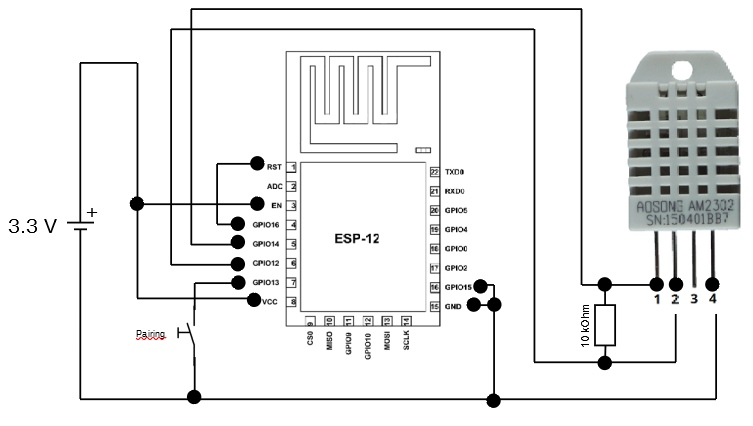 3.3 V
+
Pairing
RST 1
ADC 2
EN 3
GPIO16 4
GPIO14 5
GPIO12 6
GPIO13 7
VCC 8
ESP-12
22 TXD0
21 RXD0
20 GPIO5
19 GPIO4
18 GPIO0
17 GPIO2
16 GPIO15
15 GND
9 CS0
10 MISO
11 GPIO9
12 GPIO10
13 MOSI
14 SCLK
10 kOhm
AOSONG AM2302
SN:150401BB7
1 2 3 4